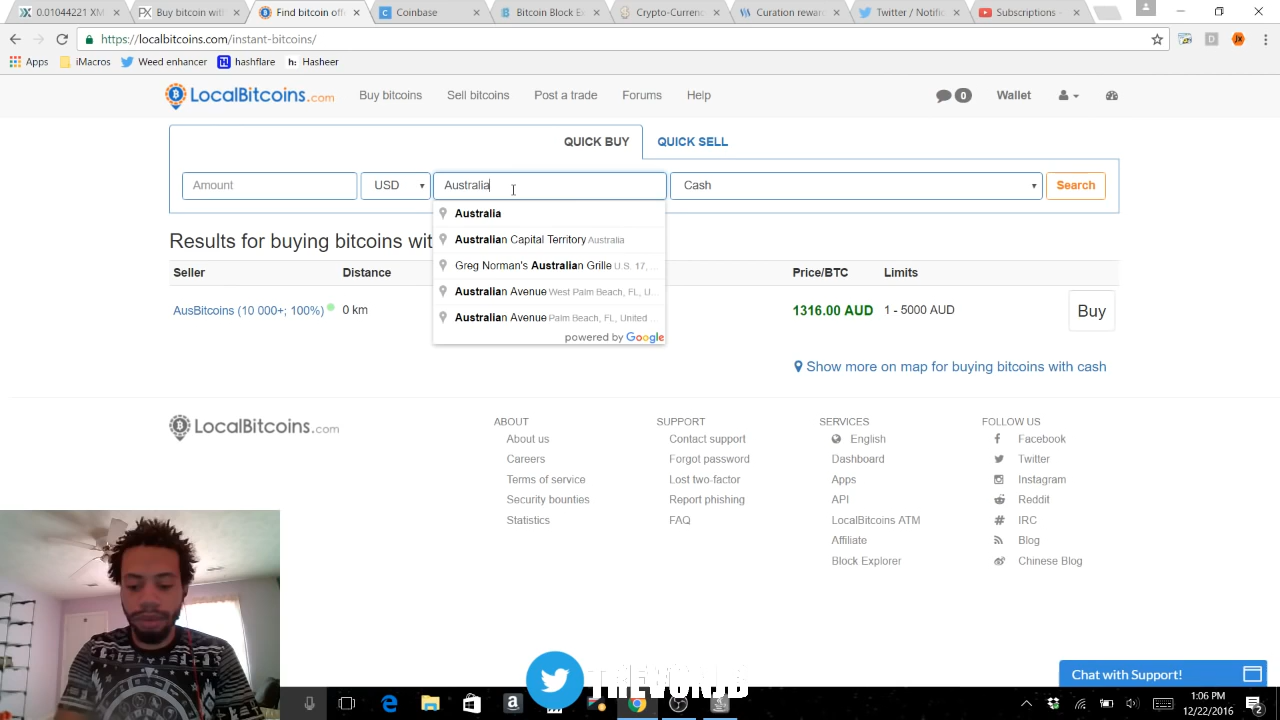 0.01044221 XM
Buy bitcoin with
Find bitcoin off
Coinbase
Bitcoin Block Ex
Crypto-Currenc
Curation reward
Twitter / Notific
Subscriptions -
https://localbitcoins.com/instant-bitcoins/
Apps iMacros Weed enhancer hashflare h: Hasheer
LocalBitcoins.com Buy bitcoins Sell bitcoins Post a trade Forums Help 0 Wallet
QUICK BUY QUICK SELL
Amount USD Australia Cash Search
Australia
Australian Capital Territory Australia
Greg Norman's Australian Grille U.S. 17, ...
Australian Avenue West Palm Beach, FL, U...
Australian Avenue Palm Beach, FL, United ...
powered by Google
Results for buying bitcoins wit
Seller Distance Price/BTC Limits
AusBitcoins (10 000+; 100%) 0 km 1316.00 AUD 1 - 5000 AUD Buy
Show more on map for buying bitcoins with cash
LocalBitcoins.com
ABOUT
About us
Careers
Terms of service
Security bounties
Statistics
SUPPORT
Contact support
Forgot password
Lost two-factor
Report phishing
FAQ
SERVICES
English
Dashboard
Apps
API
LocalBitcoins ATM
Affiliate
Block Explorer
FOLLOW US
Facebook
Twitter
Instagram
Reddit
IRC
Blog
Chinese Blog
Chat with Support!
1:06 PM
12/22/2016
2